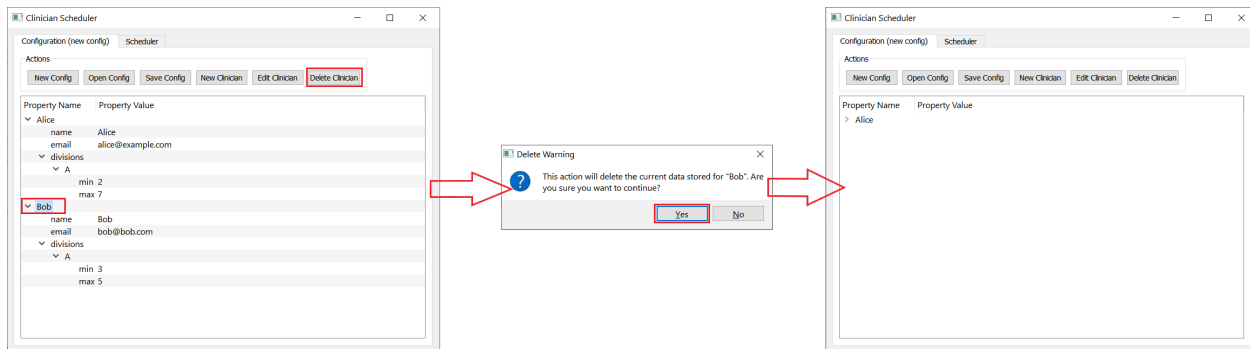 Clinician Scheduler
Configuration (new config) Scheduler
Actions
New Config Open Config Save Config New Clinician Edit Clinician Delete Clinician
Property Name Property Value
Alice
name Alice
email alice@example.com
divisions
A
min 2
max 7
Bob
name Bob
email bob@bob.com
divisions
A
min 3
max 5
Delete Warning
This action will delete the current data stored for "Bob". Are
you sure you want to continue?
Yes No
Clinician Scheduler
Configuration (new config) Scheduler
Actions
New Config Open Config Save Config New Clinician Edit Clinician Delete Clinician
Property Name Property Value
Alice